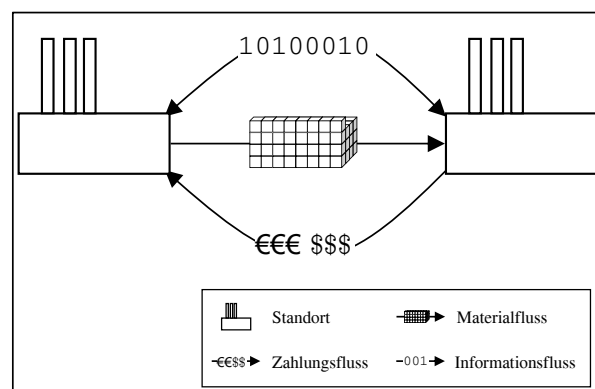 10100010
€€€ $$$
Standort
Materialfluss
€€$$ Zahlungsfluss
001 Informationsfluss